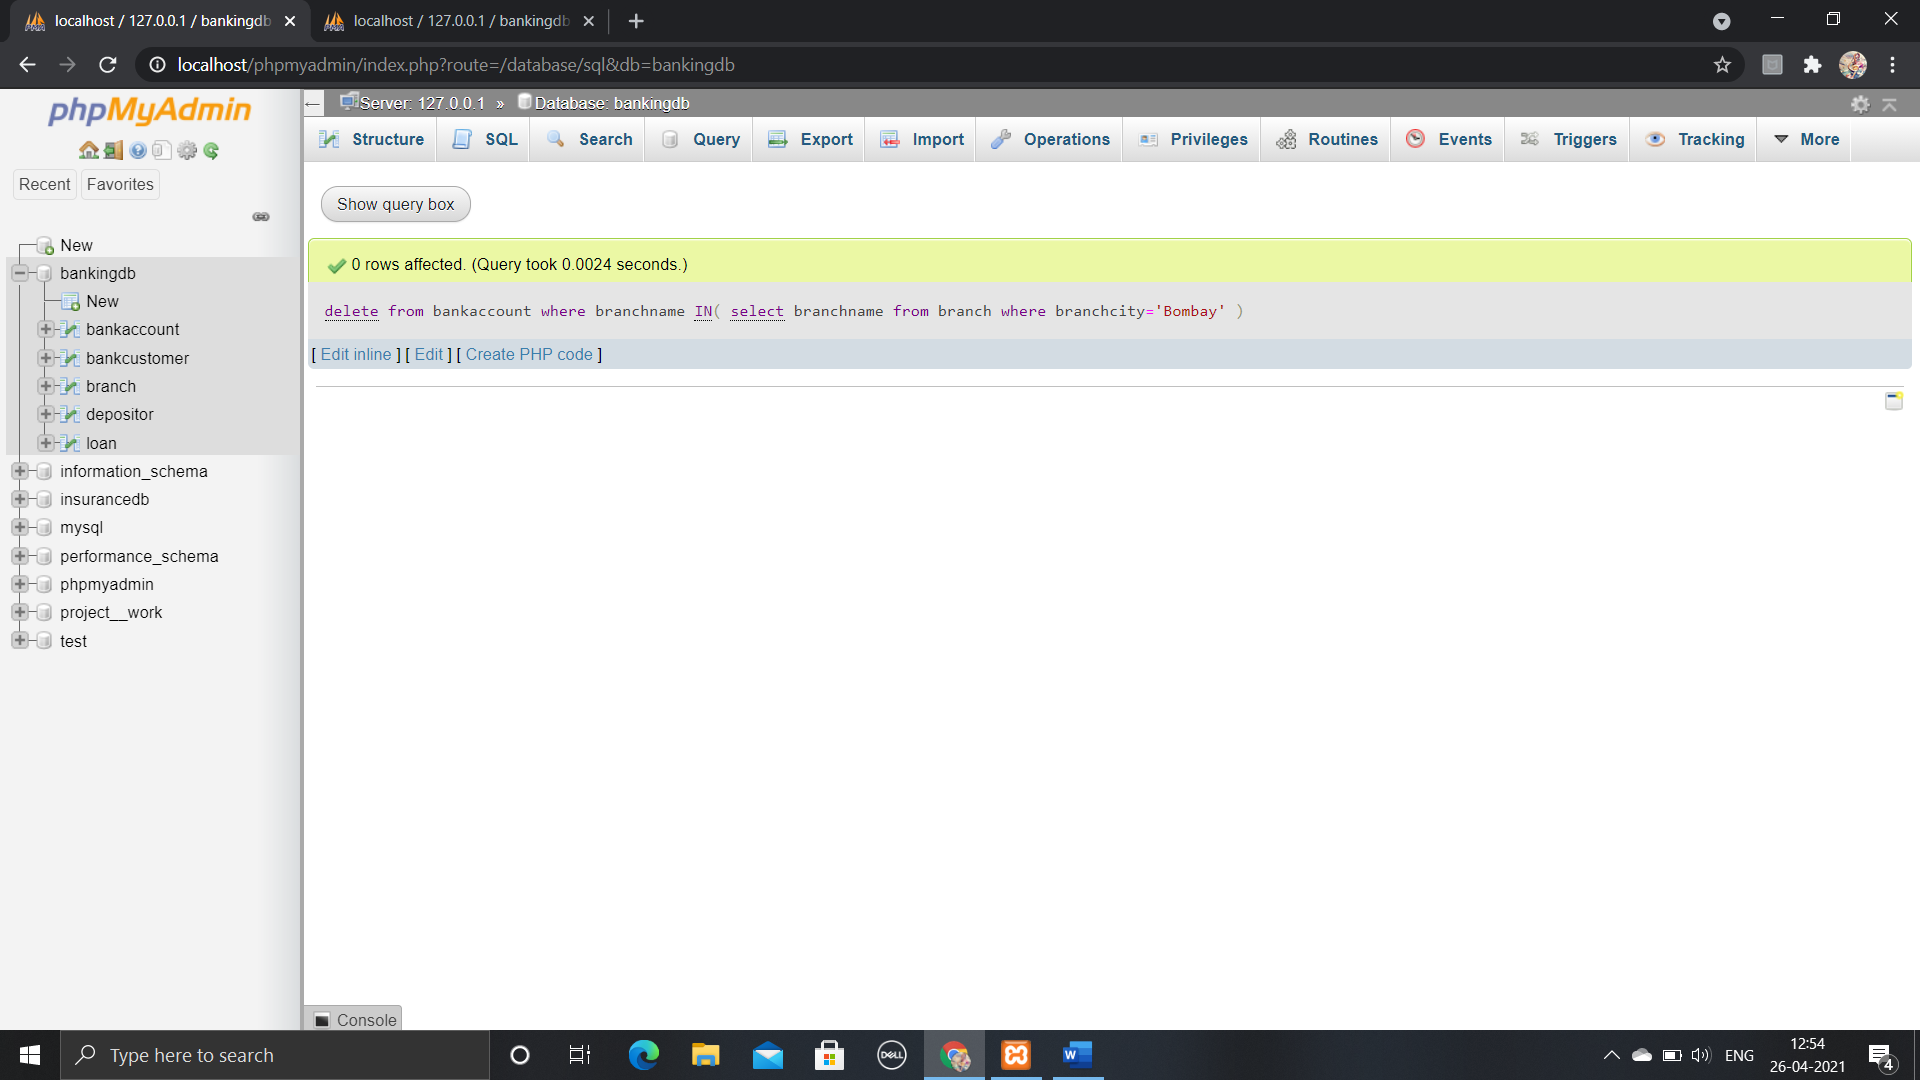 localhost / 127.0.0.1 / bankingdb
localhost / 127.0.0.1 / bankingdb
localhost/phpmyadmin/index.php?route=/database/sql&db=bankingdb
phpMyAdmin
Recent
Favorites
New
bankingdb
New
bankaccount
bankcustomer
branch
depositor
loan
information_schema
insurancedb
mysql
performance_schema
phpmyadmin
project__work
test
Server: 127.0.0.1 » Database: bankingdb
Structure SQL Search Query Export Import Operations Privileges Routines Events Triggers Tracking More
Show query box
0 rows affected. (Query took 0.0024 seconds.)
delete from bankaccount where branchname IN( select branchname from branch where branchcity='Bombay' )
[ Edit inline ] [ Edit ] [ Create PHP code ]
Console
Type here to search
DELL
W
ENG
12:54
26-04-2021
4